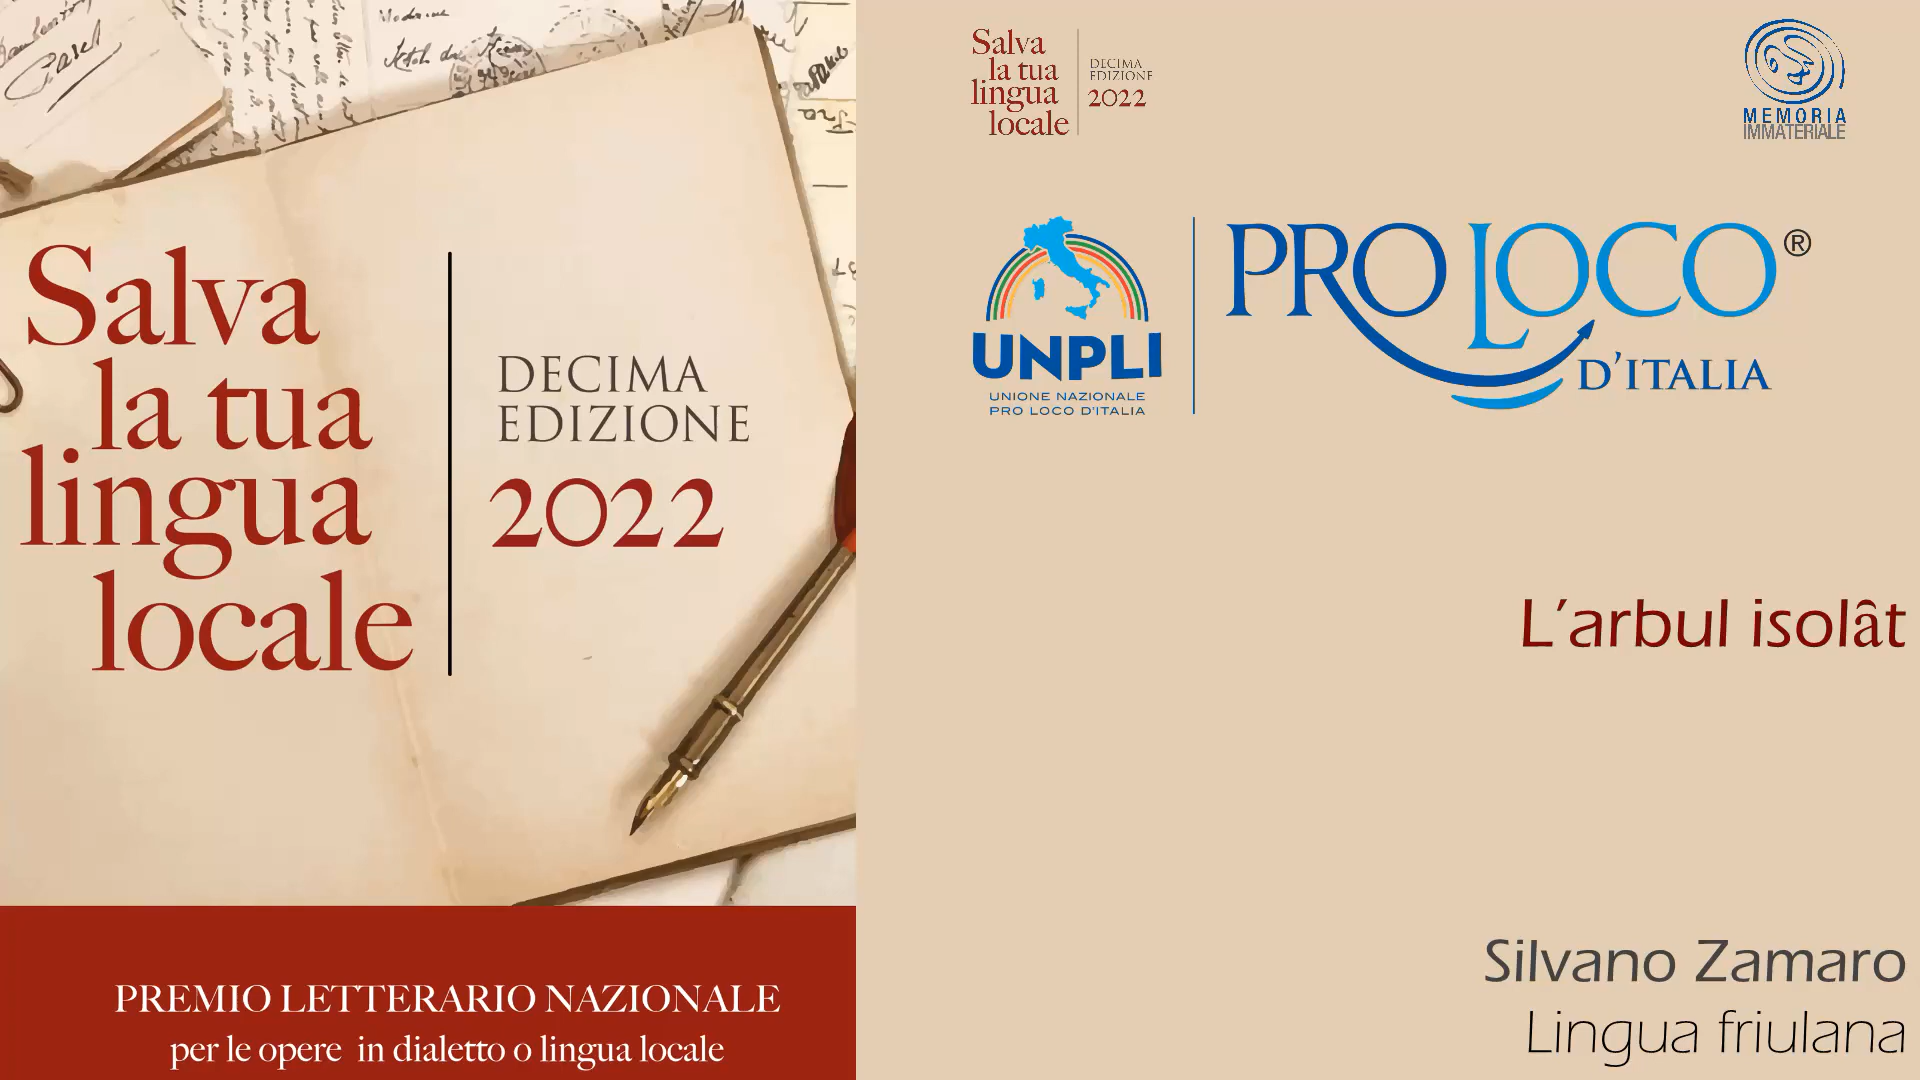 Salva
la tua
lingua
locale
DECIMA
EDIZIONE
2022
PREMIO LETTERARIO NAZIONALE
per le opere in dialetto o lingua locale
Salva
la tua
lingua
locale
DECIMA
EDIZIONE
2022
MEMORIA
IMMATERIALE
UNPLI
UNIONE NAZIONALE
PRO LOCO D'ITALIA
PRO LOCO®
D'ITALIA
L'arbul isolât
Silvano Zamaro
Lingua friulana